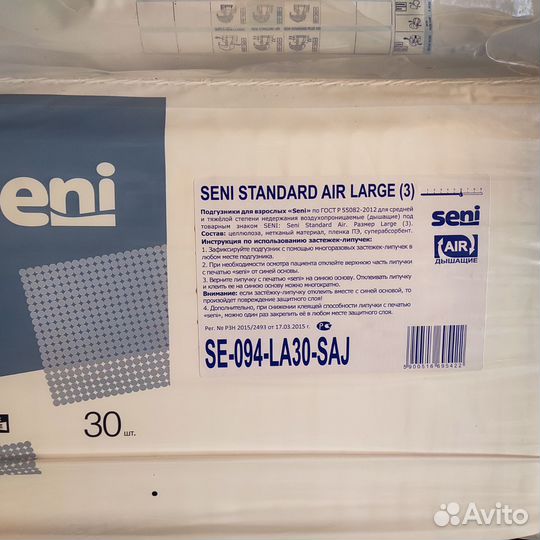 seni
SENI STANDARD AIR LARGE (3)
Подгузники для взрослых «Seni» по ГОСТ Р 55082-2012 для средней
и тяжёлой степени недержания воздухопроницаемые (дышащие) под
товарным знаком SENI: Seni Standard Air. Размер Large (3).
Состав: целлюлоза, нетканый материал, пленка ПЭ, суперабсорбент.
Инструкция по использованию застежек-липучек:
1. Зафиксируйте подгузник с помощью многоразовых застежек-липучек в
любом месте подгузника.
2. При необходимости осмотра пациента отклейте верхнюю часть липучки
с печатью «seni» от синей основы.
3. Верните липучку с печатью «seni» на синюю основу. Отклеивать липучку
и клеить ее на синюю основу можно многократно.
Внимание: если застёжку-липучку отклеить вместе с синей основой, то
произойдет повреждение защитного слоя!
4. Дополнительно, при снижении клеящей способности липучки с печатью
«seni», можно один раз закрепить её в любом месте защитного слоя.
Рег. № РЗН 2015/2493 от 17.03.2015 г.
SE-094-LA30-SAJ
seni
AIR
ДЫШАЩИЕ
5900516695422
30 шт.
Avito